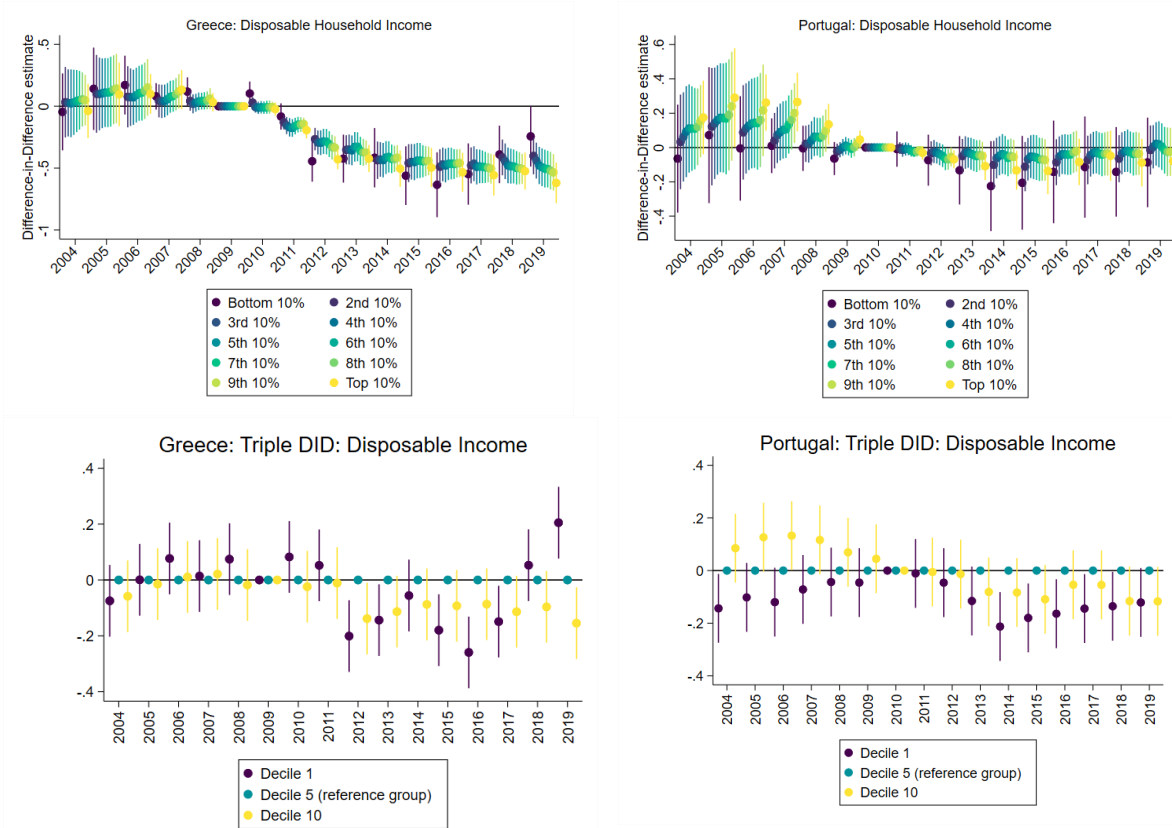 Greece: Disposable Household Income
Difference-in-Difference estimate
.5
0
-.5
-1
2004 2005 2006 2007 2008 2009 2010 2011 2012 2013 2014 2015 2016 2017 2018 2019
Bottom 10% 2nd 10%
3rd 10% 4th 10%
5th 10% 6th 10%
7th 10% 8th 10%
9th 10% Top 10%
Portugal: Disposable Household Income
Difference-in-Difference estimate
.6
.4
.2
0
-.2
-.4
2004 2005 2006 2007 2008 2009 2010 2011 2012 2013 2014 2015 2016 2017 2018 2019
Bottom 10% 2nd 10%
3rd 10% 4th 10%
5th 10% 6th 10%
7th 10% 8th 10%
9th 10% Top 10%
Greece: Triple DID: Disposable Income
.4
.2
0
-.2
-.4
2004 2005 2006 2007 2008 2009 2010 2011 2012 2013 2014 2015 2016 2017 2018 2019
Decile 1
Decile 5 (reference group)
Decile 10
Portugal: Triple DID: Disposable Income
.4
.2
0
-.2
-.4
2004 2005 2006 2007 2008 2009 2010 2011 2012 2013 2014 2015 2016 2017 2018 2019
Decile 1
Decile 5 (reference group)
Decile 10